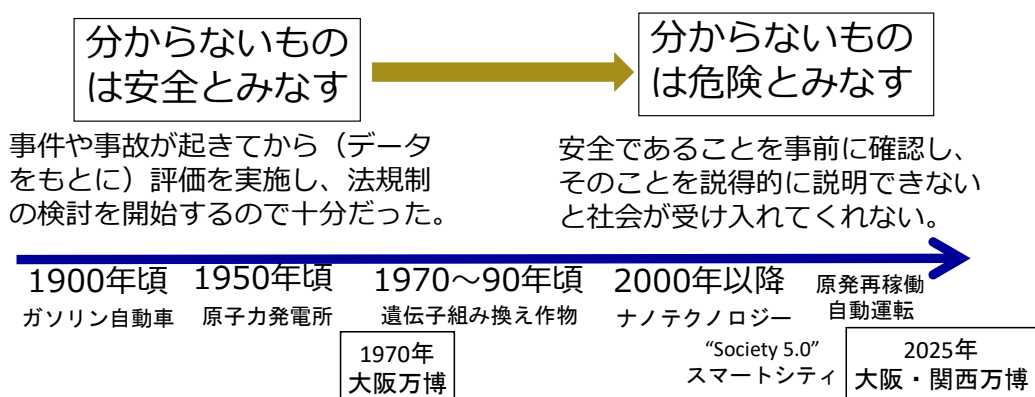 分からないもの
は安全とみなす
分からないもの
は危険とみなす
事件や事故が起きてから（データ
をもとに）評価を実施し、法規制
の検討を開始するので十分だった。
安全であることを事前に確認し、
そのことを説得的に説明できない
と社会が受け入れてくれない。
1900年頃
ガソリン自動車
1950年頃
原子力発電所
1970～90年頃
遺伝子組み換え作物
2000年以降
ナノテクノロジー
原発再稼働
自動運転
1970年
大阪万博
“Society 5.0”
スマートシティ
2025年
大阪・関西万博